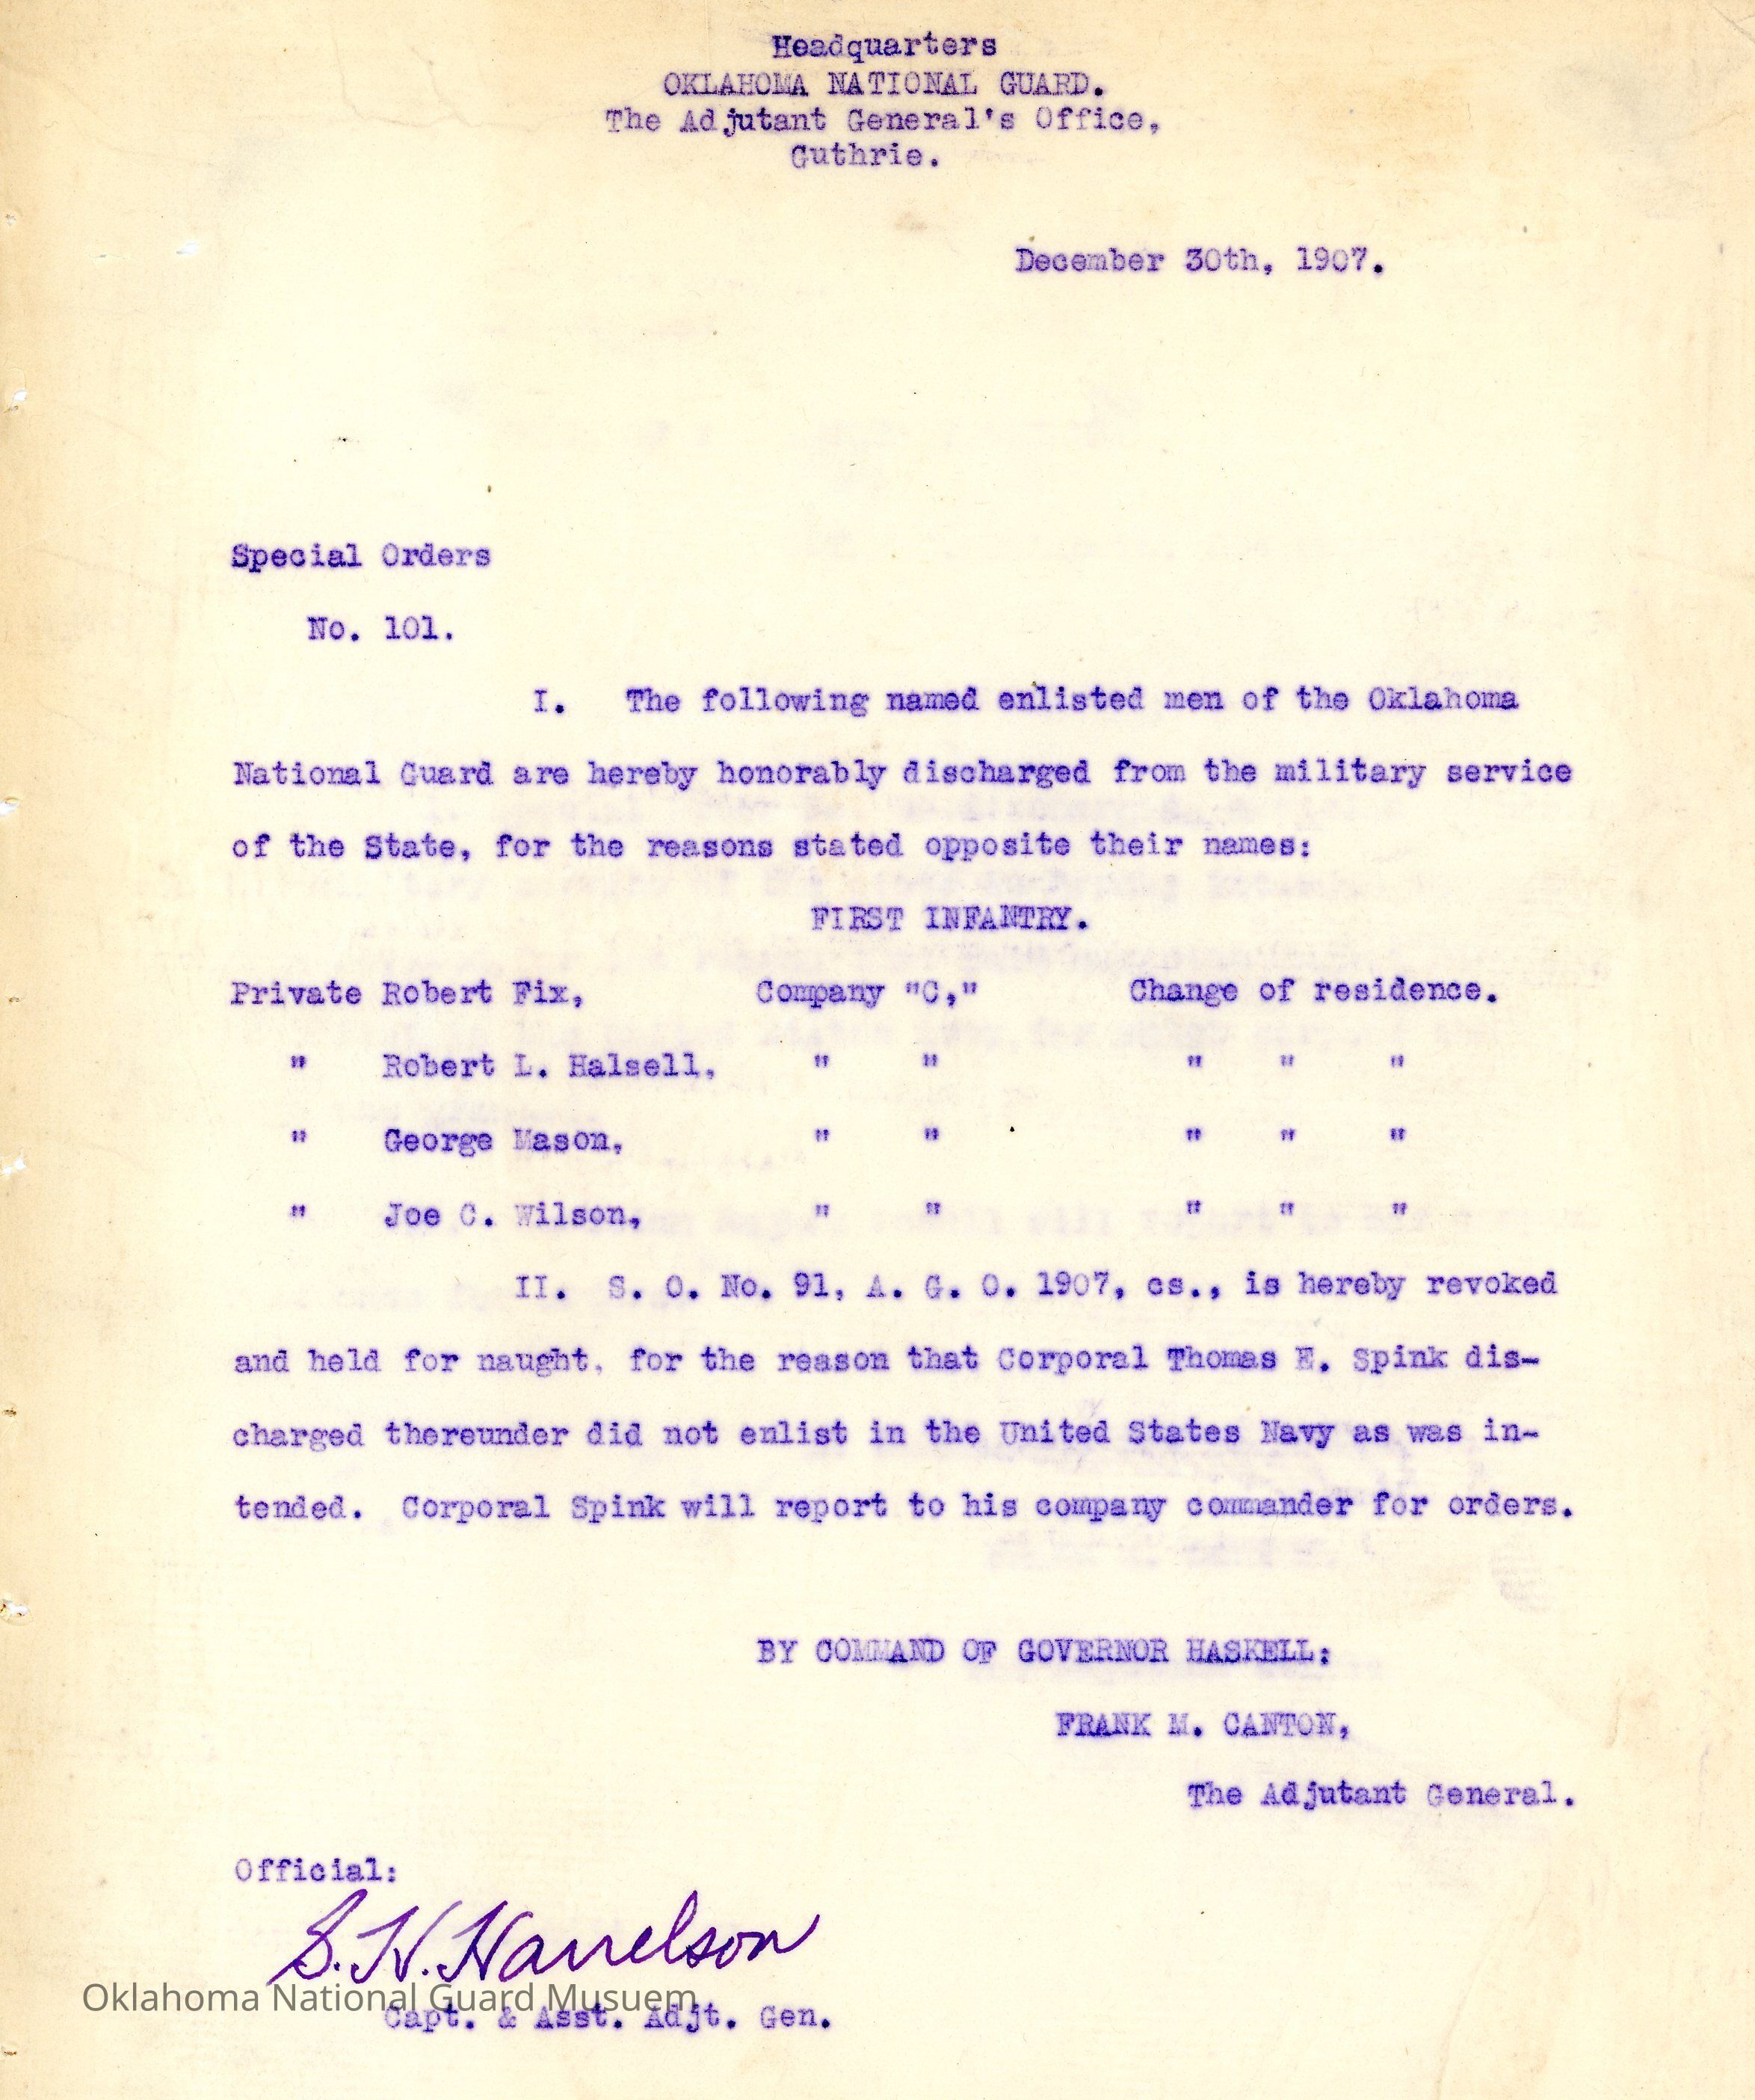 Headquarters
OKLAHOMA NATIONAL GUARD.
The Adjutant General's Office,
Guthrie.
December 30th, 1907.
Special Orders
No. 101.
I. The following named enlisted men of the Oklahoma
National Guard are hereby honorably discharged from the military service
of the State, for the reasons stated opposite their names:
FIRST INFANTRY.
Private Robert Fix, Company "C," Change of residence.
" Robert L. Halsell, " " " " "
" George Mason, " " " " "
" Joe C. Wilson, " " " " "
II. S. O. No. 91, A. G. O. 1907, cs., is hereby revoked
and held for naught, for the reason that Corporal Thomas E. Spink dis-
charged thereunder did not enlist in the United States Navy as was in-
tended. Corporal Spink will report to his company commander for orders.
BY COMMAND OF GOVERNOR HASKELL:
FRANK M. CANTON,
The Adjutant General.
Official:
S. H. Harrelson
Oklahoma National Guard Musuem
Capt. & Asst. Adjt. Gen.